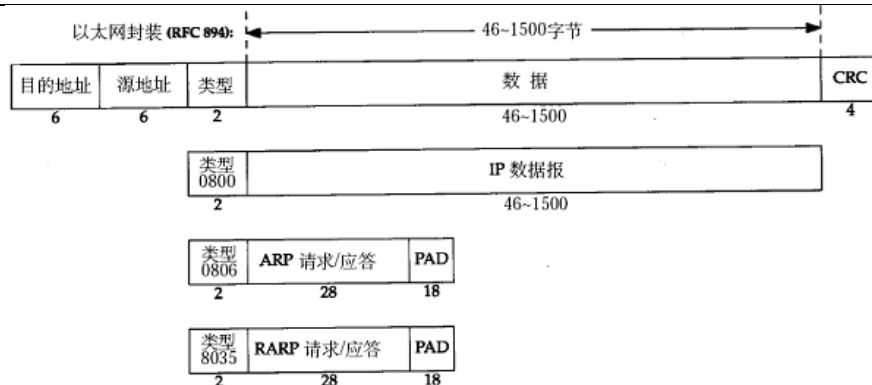 以太网封装 (RFC 894):
46~1500字节
目的地址 源地址 类型 数 据 CRC
6 6 2 46~1500 4
类型
0800
IP 数据报
2 46~1500
类型
0806
ARP 请求/应答 PAD
2 28 18
类型
8035
RARP 请求/应答 PAD
2 28 18